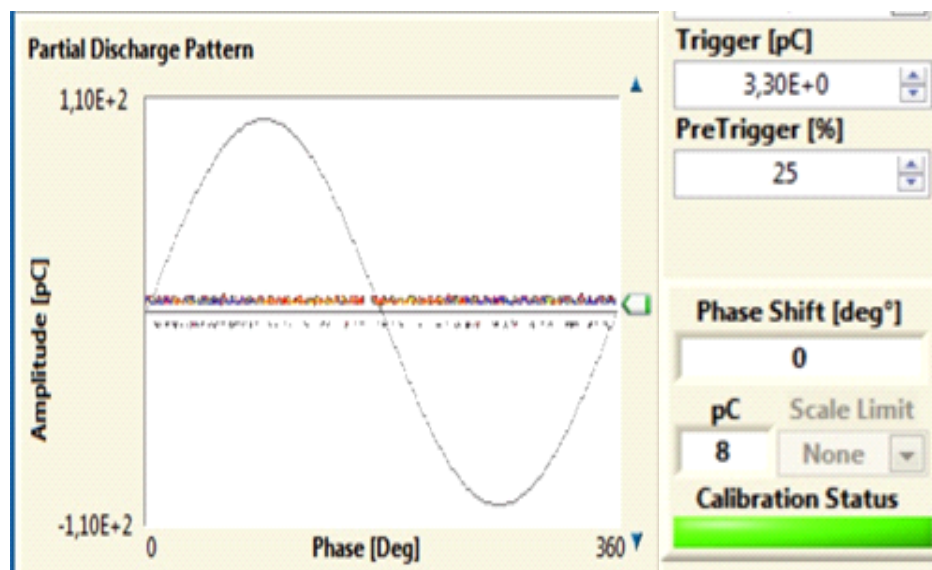 Partial Discharge Pattern
1,10E+2
Amplitude [pC]
-1,10E+2
0
Phase [Deg]
360
Trigger [pC]
3,30E+0
PreTrigger [%]
25
Phase Shift [deg°]
0
pC
Scale Limit
8
None
Calibration Status